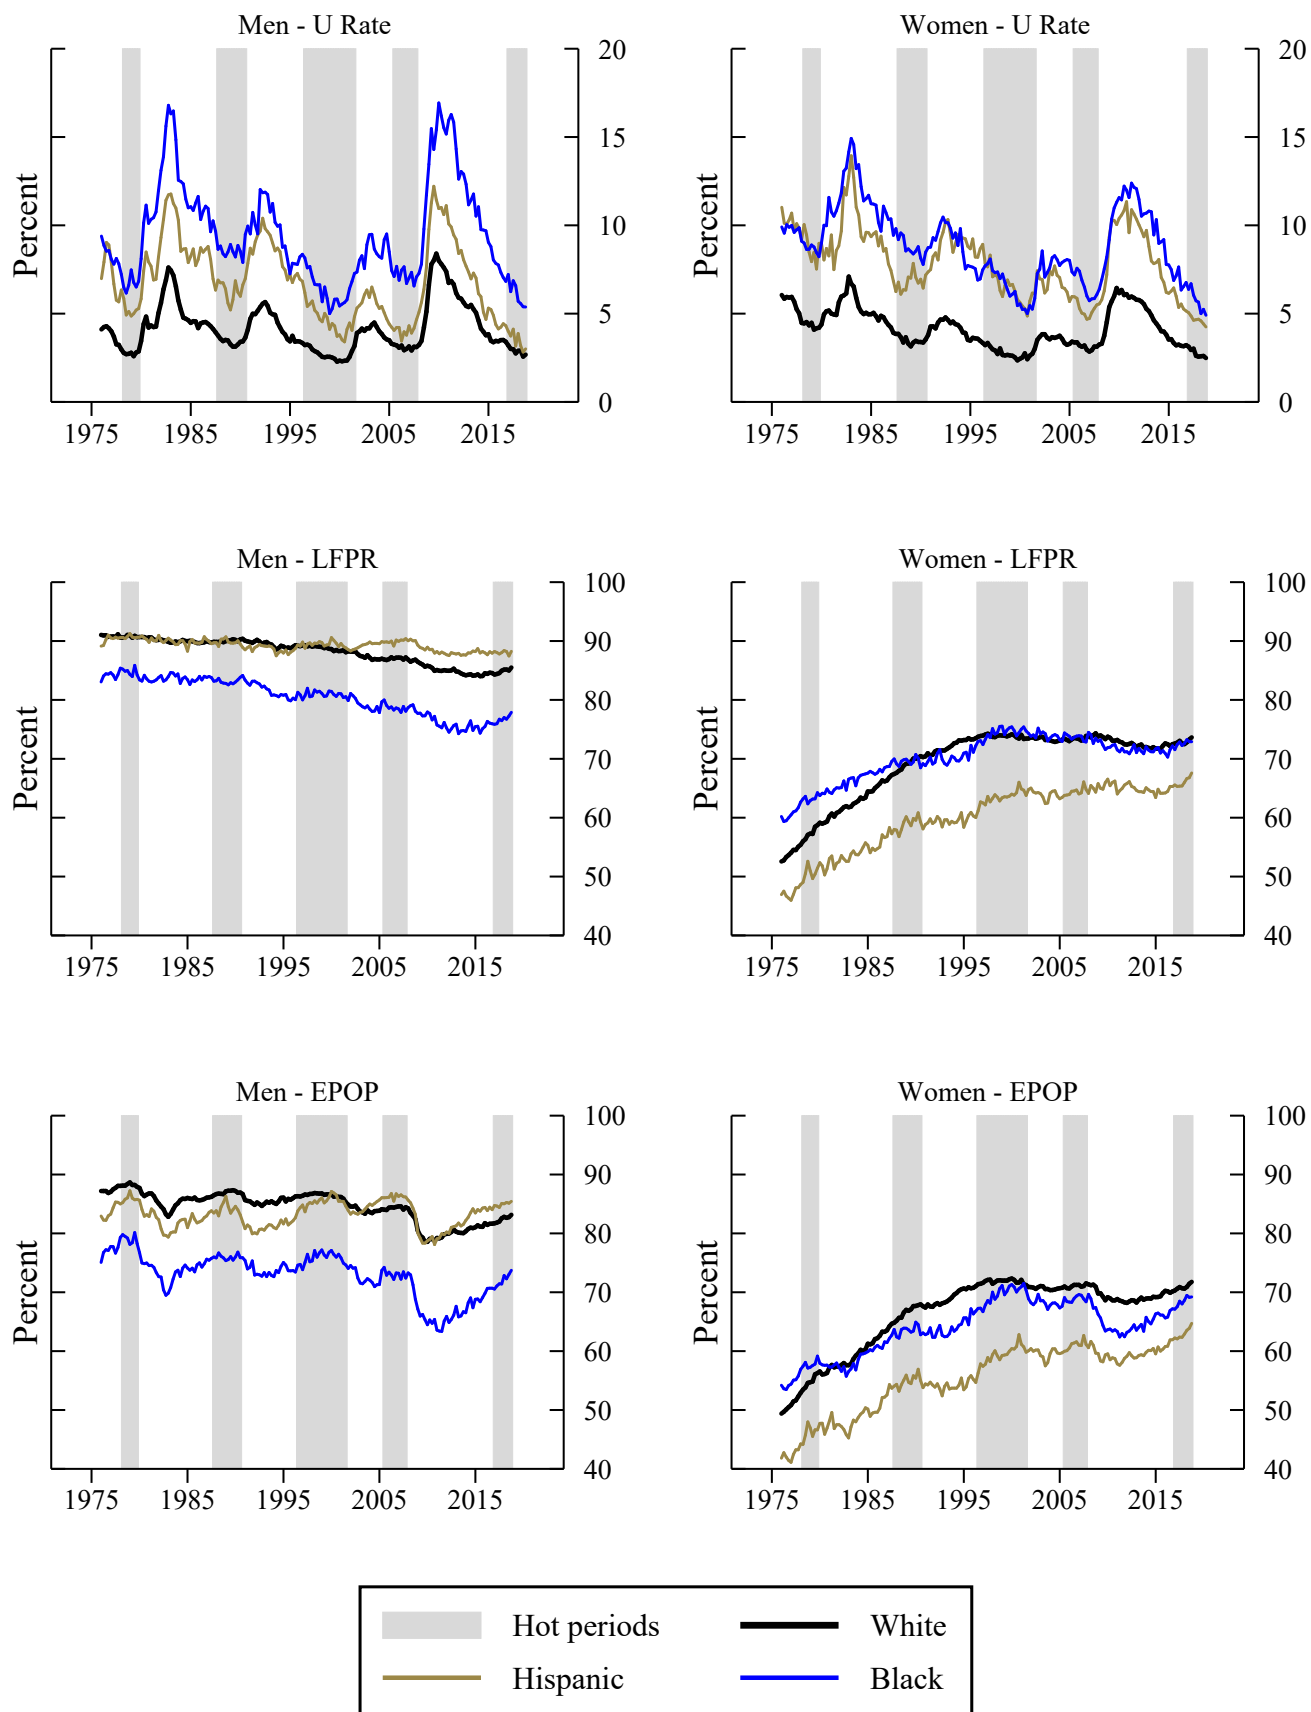 Men - U Rate
Percent
20
15
10
5
0
1975 1985 1995 2005 2015
Women - U Rate
Percent
20
15
10
5
0
1975 1985 1995 2005 2015
Men - LFPR
Percent
100
90
80
70
60
50
40
1975 1985 1995 2005 2015
Women - LFPR
Percent
100
90
80
70
60
50
40
1975 1985 1995 2005 2015
Men - EPOP
Percent
100
90
80
70
60
50
40
1975 1985 1995 2005 2015
Women - EPOP
Percent
100
90
80
70
60
50
40
1975 1985 1995 2005 2015
Hot periods White
Hispanic Black